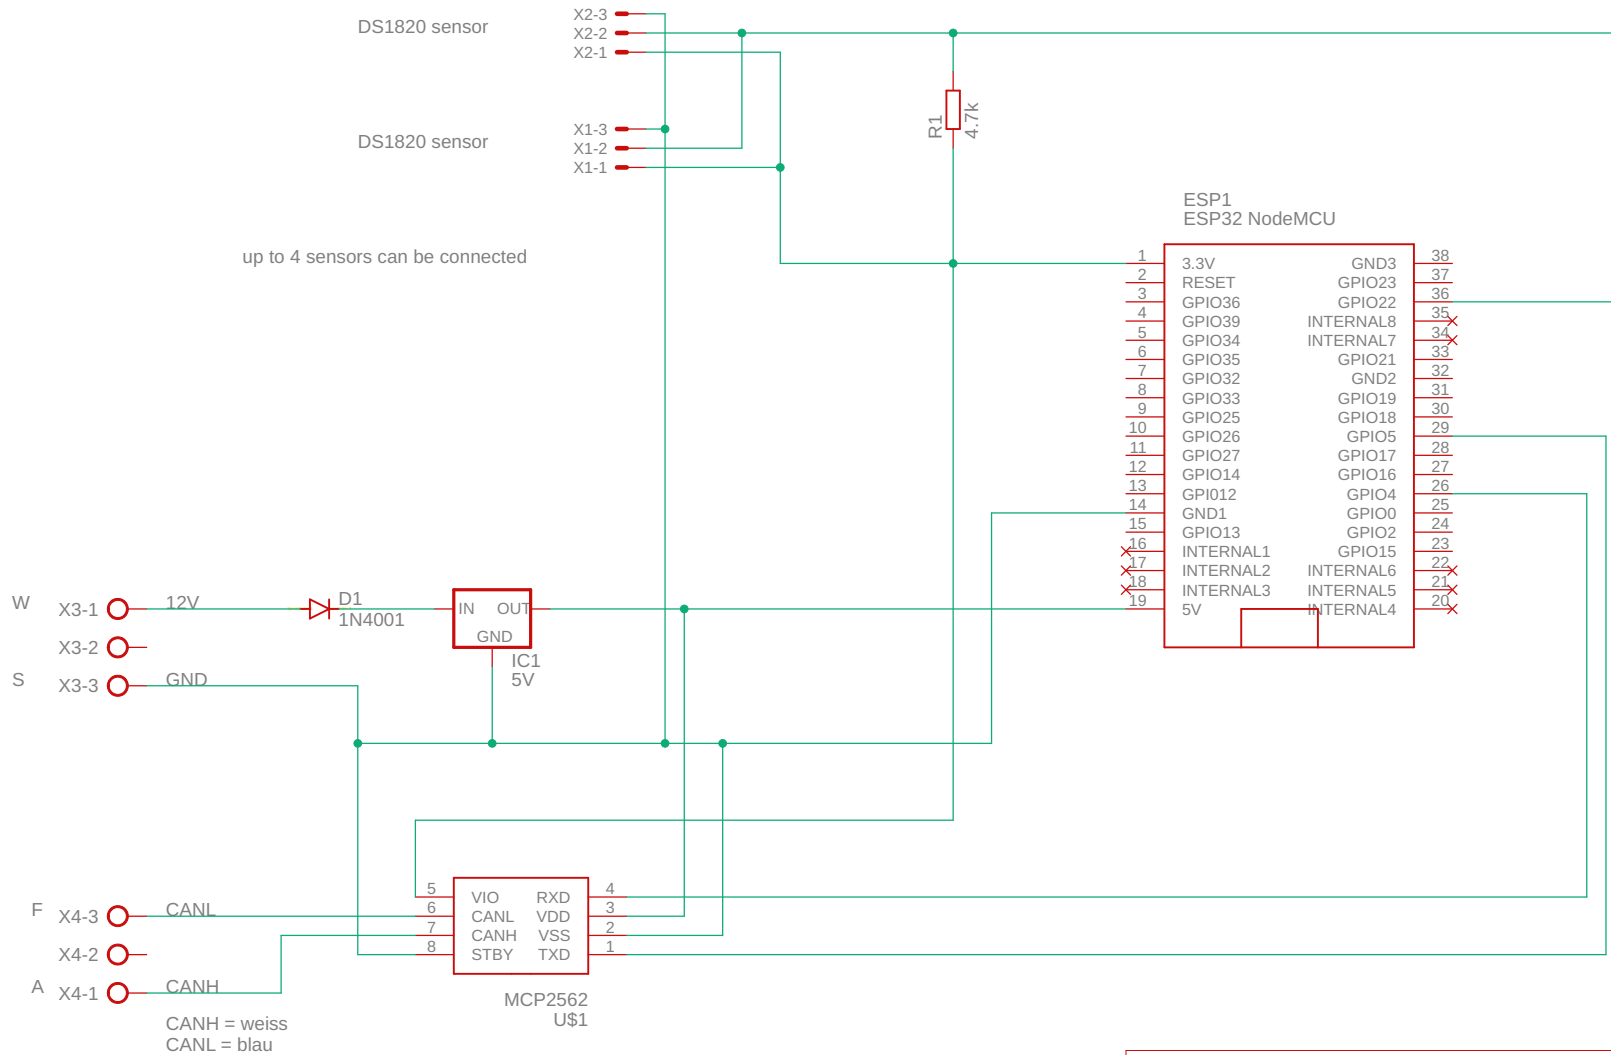 DS1820 sensor
X2-3
X2-2
X2-1
DS1820 sensor
X1-3
X1-2
X1-1
up to 4 sensors can be connected
R1
4.7k
ESP1
ESP32 NodeMCU
1 3.3V GND3 38
2 RESET GPIO23 37
3 GPIO36 GPIO22 36
4 GPIO39 INTERNAL8 35
5 GPIO34 INTERNAL7 34
6 GPIO35 GPIO21 33
7 GPIO32 GND2 32
8 GPIO33 GPIO19 31
9 GPIO25 GPIO18 30
10 GPIO26 GPIO5 29
11 GPIO27 GPIO17 28
12 GPIO14 GPIO16 27
13 GPI012 GPIO4 26
14 GND1 GPIO0 25
15 GPIO13 GPIO2 24
16 INTERNAL1 GPIO15 23
17 INTERNAL2 INTERNAL6 22
18 INTERNAL3 INTERNAL5 21
19 5V INTERNAL4 20
W X3-1 12V
X3-2
S X3-3 GND
D1
1N4001
IN OUT
GND
IC1
5V
F X4-3 CANL
X4-2
A X4-1 CANH
CANH = weiss
CANL = blau
5 VIO RXD 4
6 CANL VDD 3
7 CANH VSS 2
8 STBY TXD 1
MCP2562
U$1